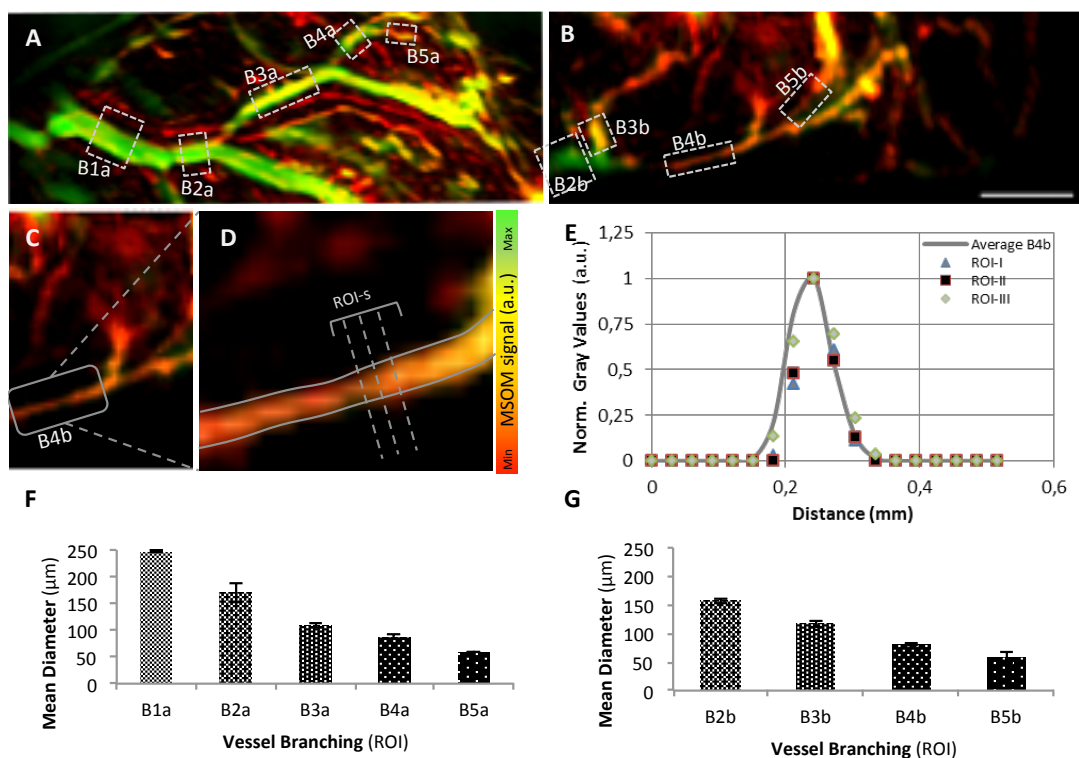 A
B1a
B2a
B3a
B4a
B5a
B
B2b
B3b
B4b
B5b
C
B4b
D
ROI-s
Min MSOM signal (a.u.) Max
E
Norm. Gray Values (a.u.)
1,25
1
0,75
0,5
0,25
0
0 0,2 0,4 0,6
Distance (mm)
Average B4b
ROI-I
ROI-II
ROI-III
F
Mean Diameter (µm)
250
200
150
100
50
0
B1a B2a B3a B4a B5a
Vessel Branching (ROI)
G
Mean Diameter (µm)
250
200
150
100
50
0
B2b B3b B4b B5b
Vessel Branching (ROI)